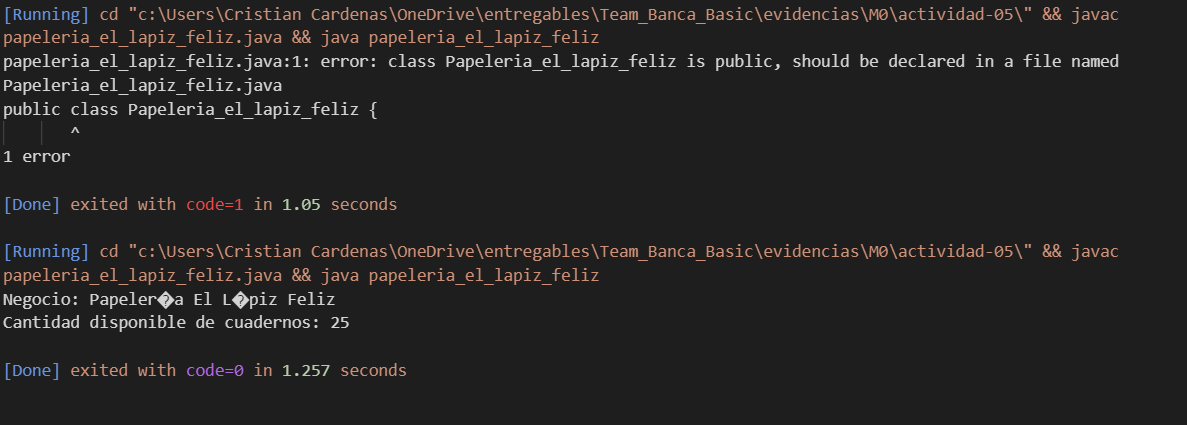 [Running] cd "c:\Users\Cristian Cardenas\OneDrive\entregables\Team_Banca_Basic\evidencias\M0\actividad-05\" && javac
papeleria_el_lapiz_feliz.java && java papeleria_el_lapiz_feliz
papeleria_el_lapiz_feliz.java:1: error: class Papeleria_el_lapiz_feliz is public, should be declared in a file named
Papeleria_el_lapiz_feliz.java
public class Papeleria_el_lapiz_feliz {
       ^
1 error
[Done] exited with code=1 in 1.05 seconds
[Running] cd "c:\Users\Cristian Cardenas\OneDrive\entregables\Team_Banca_Basic\evidencias\M0\actividad-05\" && javac
papeleria_el_lapiz_feliz.java && java papeleria_el_lapiz_feliz
Negocio: Papeler�a El L�piz Feliz
Cantidad disponible de cuadernos: 25
[Done] exited with code=0 in 1.257 seconds